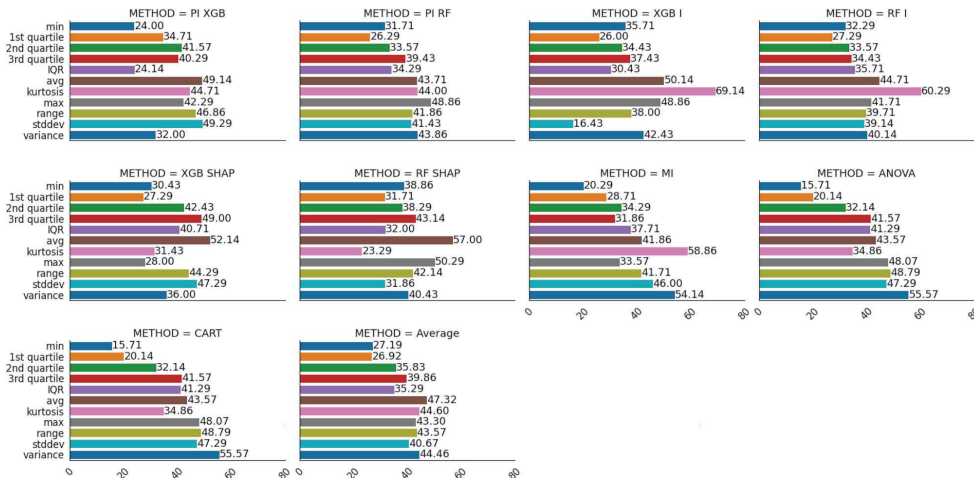 METHOD = PI XGB
min 24.00
1st quartile 34.71
2nd quartile 41.57
3rd quartile 40.29
IQR 24.14
avg 49.14
kurtosis 44.71
max 42.29
range 46.86
stddev 49.29
variance 32.00
METHOD = PI RF
31.71
26.29
33.57
39.43
34.29
43.71
44.00
48.86
41.86
41.43
43.86
METHOD = XGB I
35.71
26.00
34.43
37.43
30.43
50.14
69.14
48.86
38.00
16.43
42.43
METHOD = RF I
32.29
27.29
33.57
34.43
35.71
44.71
60.29
41.71
39.71
39.14
40.14
METHOD = XGB SHAP
min 30.43
1st quartile 27.29
2nd quartile 42.43
3rd quartile 49.00
IQR 40.71
avg 52.14
kurtosis 31.43
max 28.00
range 44.29
stddev 47.29
variance 36.00
METHOD = RF SHAP
38.86
31.71
38.29
43.14
32.00
57.00
23.29
50.29
42.14
31.86
40.43
METHOD = MI
20.29
28.71
34.29
31.86
37.71
41.86
58.86
33.57
41.71
46.00
54.14
0 20 40 60 80
METHOD = ANOVA
15.71
20.14
32.14
41.57
41.29
43.57
34.86
48.07
48.79
47.29
55.57
0 20 40 60 80
METHOD = CART
min 15.71
1st quartile 20.14
2nd quartile 32.14
3rd quartile 41.57
IQR 41.29
avg 43.57
kurtosis 34.86
max 48.07
range 48.79
stddev 47.29
variance 55.57
0 20 40 60 80
METHOD = Average
27.19
26.92
35.83
39.86
35.29
47.32
44.60
43.30
43.57
40.67
44.46
0 20 40 60 80